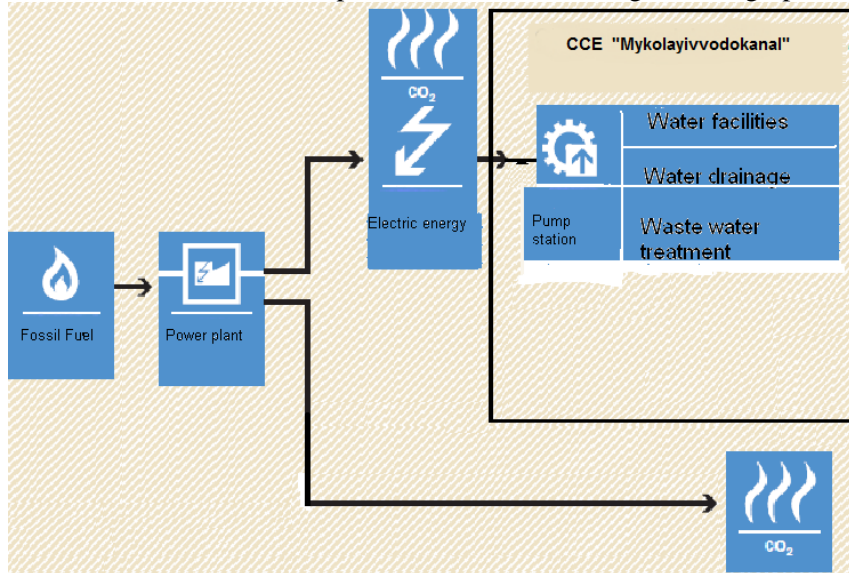 CCE "Mykolayivvodokanal"
CO₂
Water facilities
Water drainage
Electric energy
Pump
station
Waste water
treatment
Fossil Fuel
Power plant
CO₂